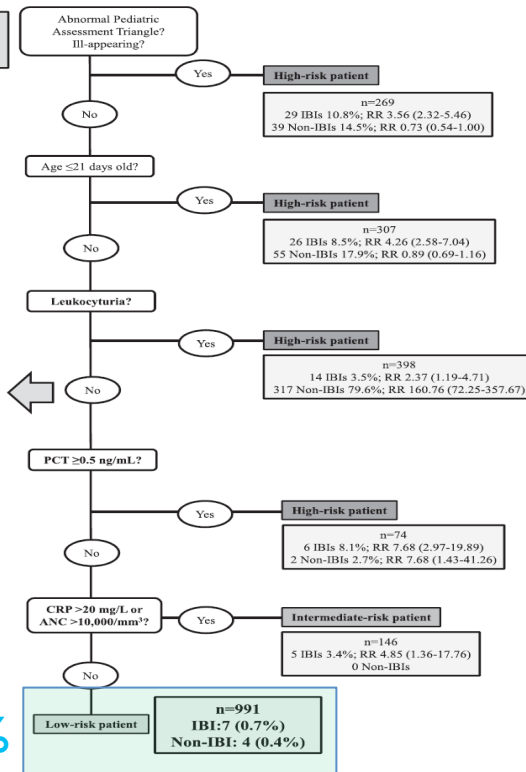 Abnormal Pediatric
Assessment Triangle?
Ill-appearing?
Yes
High-risk patient
n=269
29 IBIs 10.8%; RR 3.56 (2.32-5.46)
39 Non-IBIs 14.5%; RR 0.73 (0.54-1.00)
No
Age ≤21 days old?
Yes
High-risk patient
n=307
26 IBIs 8.5%; RR 4.26 (2.58-7.04)
55 Non-IBIs 17.9%; RR 0.89 (0.69-1.16)
No
Leukocyturia?
Yes
High-risk patient
n=398
14 IBIs 3.5%; RR 2.37 (1.19-4.71)
317 Non-IBIs 79.6%; RR 160.76 (72.25-357.67)
No
PCT ≥0.5 ng/mL?
Yes
High-risk patient
n=74
6 IBIs 8.1%; RR 7.68 (2.97-19.89)
2 Non-IBIs 2.7%; RR 7.68 (1.43-41.26)
No
CRP >20 mg/L or
ANC >10,000/mm³?
Yes
Intermediate-risk patient
n=146
5 IBIs 3.4%; RR 4.85 (1.36-17.76)
0 Non-IBIs
No
Low-risk patient
n=991
IBI:7 (0.7%)
Non-IBI: 4 (0.4%)
%